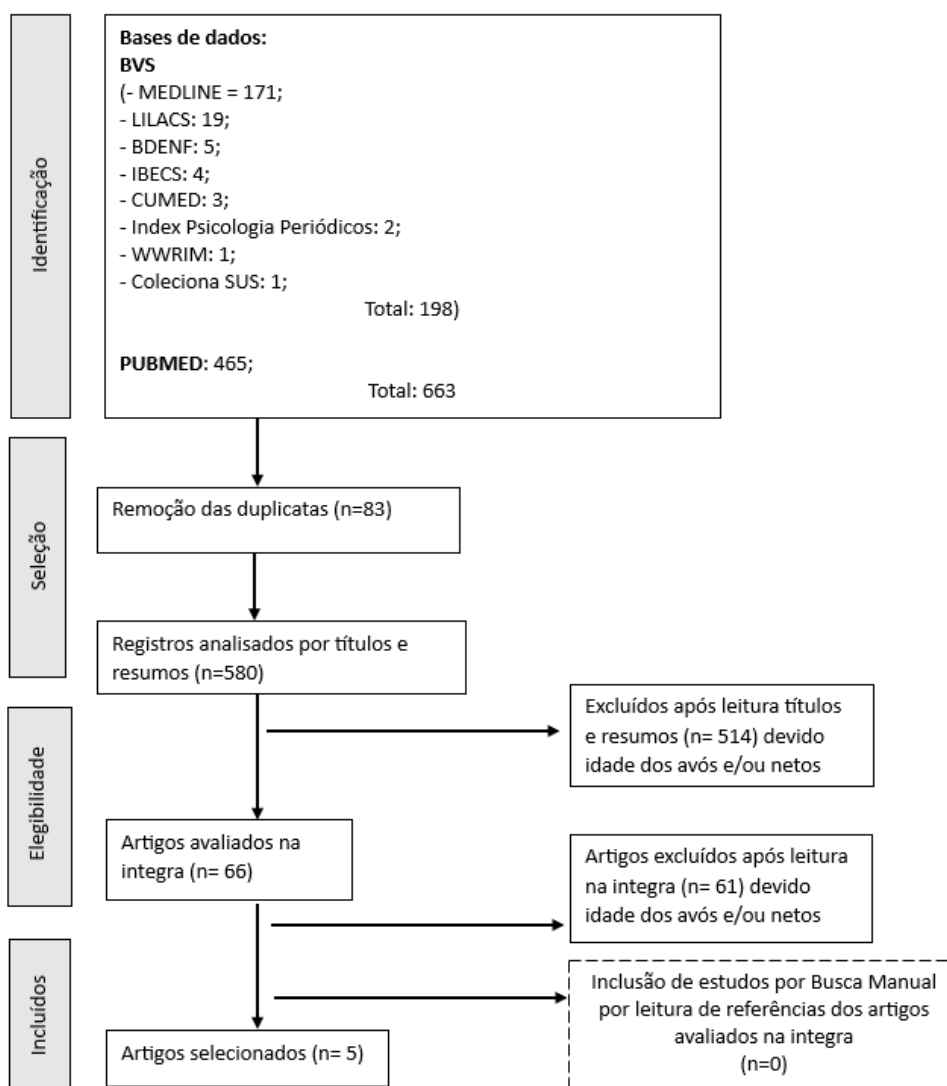 Identificação
Bases de dados:
BVS
(- MEDLINE = 171;
- LILACS: 19;
- BDENF: 5;
- IBECS: 4;
- CUMED: 3;
- Index Psicologia Periódicos: 2;
- WWRIM: 1;
- Coleciona SUS: 1;
Total: 198)
PUBMED: 465;
Total: 663
Seleção
Remoção das duplicatas (n=83)
Registros analisados por títulos e
resumos (n=580)
Elegibilidade
Excluídos após leitura títulos
e resumos (n= 514) devido
idade dos avós e/ou netos
Artigos avaliados na
integra (n= 66)
Artigos excluídos após leitura
na integra (n= 61) devido
idade dos avós e/ou netos
Incluídos
Inclusão de estudos por Busca Manual
por leitura de referências dos artigos
avaliados na integra
(n=0)
Artigos selecionados (n= 5)